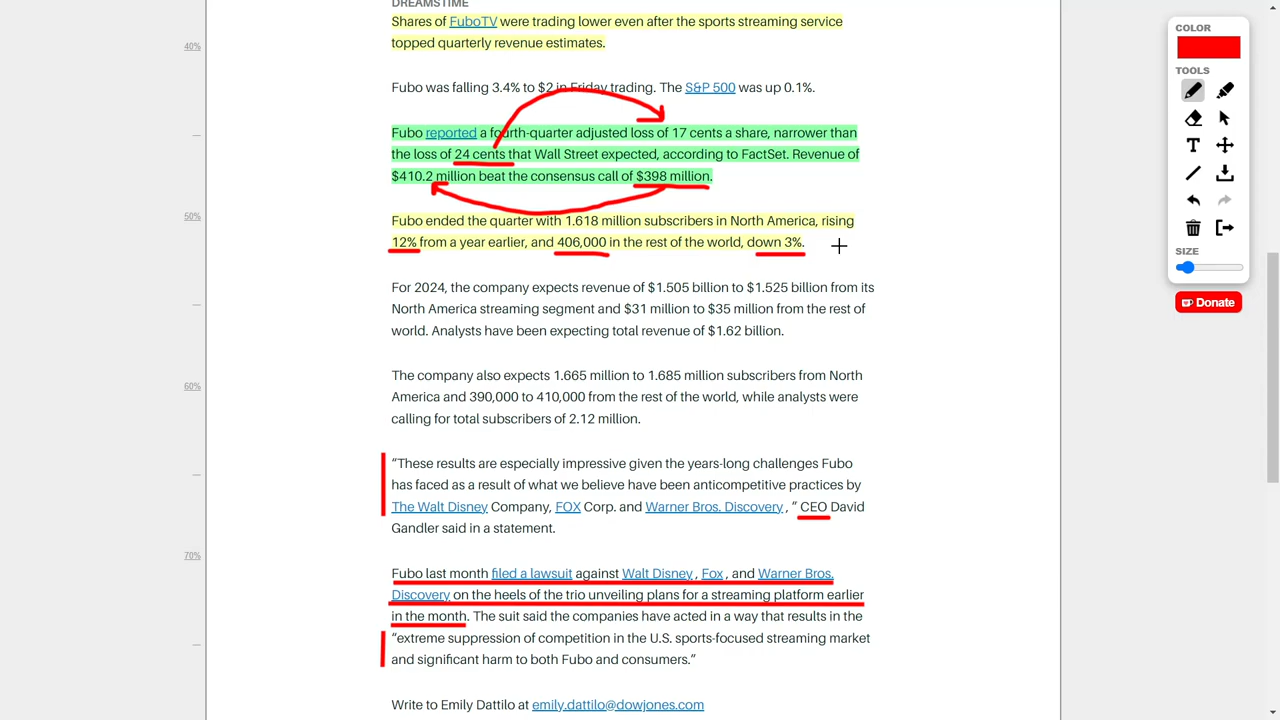 DREAMSTIME
Shares of FuboTV were trading lower even after the sports streaming service
topped quarterly revenue estimates.
Fubo was falling 3.4% to $2 in Friday trading. The S&P 500 was up 0.1%.
Fubo reported a fourth-quarter adjusted loss of 17 cents a share, narrower than
the loss of 24 cents that Wall Street expected, according to FactSet. Revenue of
$410.2 million beat the consensus call of $398 million.
Fubo ended the quarter with 1.618 million subscribers in North America, rising
12% from a year earlier, and 406,000 in the rest of the world, down 3%.
For 2024, the company expects revenue of $1.505 billion to $1.525 billion from its
North America streaming segment and $31 million to $35 million from the rest of
world. Analysts have been expecting total revenue of $1.62 billion.
The company also expects 1.665 million to 1.685 million subscribers from North
America and 390,000 to 410,000 from the rest of the world, while analysts were
calling for total subscribers of 2.12 million.
“These results are especially impressive given the years-long challenges Fubo
has faced as a result of what we believe have been anticompetitive practices by
The Walt Disney Company, FOX Corp. and Warner Bros. Discovery , ” CEO David
Gandler said in a statement.
Fubo last month filed a lawsuit against Walt Disney , Fox , and Warner Bros.
Discovery on the heels of the trio unveiling plans for a streaming platform earlier
in the month. The suit said the companies have acted in a way that results in the
“extreme suppression of competition in the U.S. sports-focused streaming market
and significant harm to both Fubo and consumers.”
Write to Emily Dattilo at emily.dattilo@dowjones.com
40%
50%
60%
70%
COLOR
TOOLS
T
SIZE
Donate